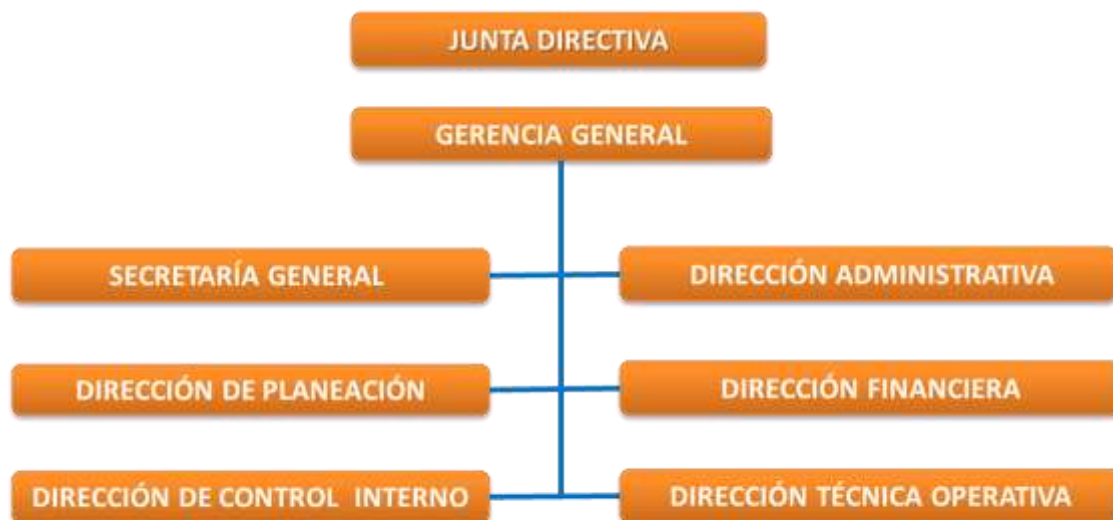 JUNTA DIRECTIVA
GERENCIA GENERAL
SECRETARÍA GENERAL
DIRECCIÓN ADMINISTRATIVA
DIRECCIÓN DE PLANEACIÓN
DIRECCIÓN FINANCIERA
DIRECCIÓN DE CONTROL INTERNO
DIRECCIÓN TÉCNICA OPERATIVA